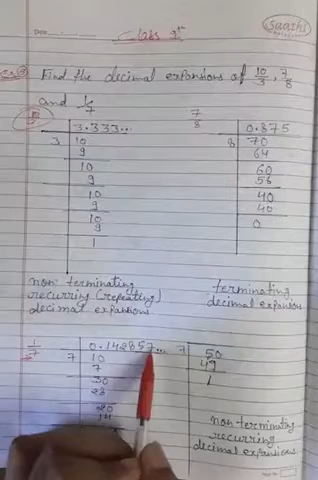 Saathi
Date
Class 9th
Find the decimal expansions of 10/3, 7/8
and 1/7
3.333...
3
10
9
10
9
10
9
10
9
1
non terminating
recurring (repeating)
decimal expansion
7/8
0.875
8
70
64
60
56
40
40
0
terminating
decimal expansion
1/7
0.142857...
7
10
7
30
28
20
7
50
49
1
non-terminating
recurring
decimal expansions